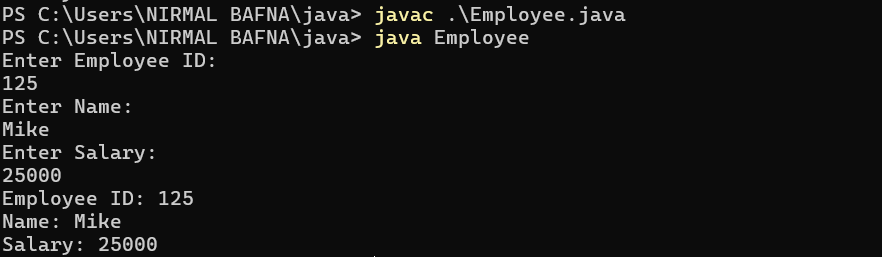 PS C:\Users\NIRMAL BAFNA\java> javac .\Employee.java
PS C:\Users\NIRMAL BAFNA\java> java Employee
Enter Employee ID:
125
Enter Name:
Mike
Enter Salary:
25000
Employee ID: 125
Name: Mike
Salary: 25000